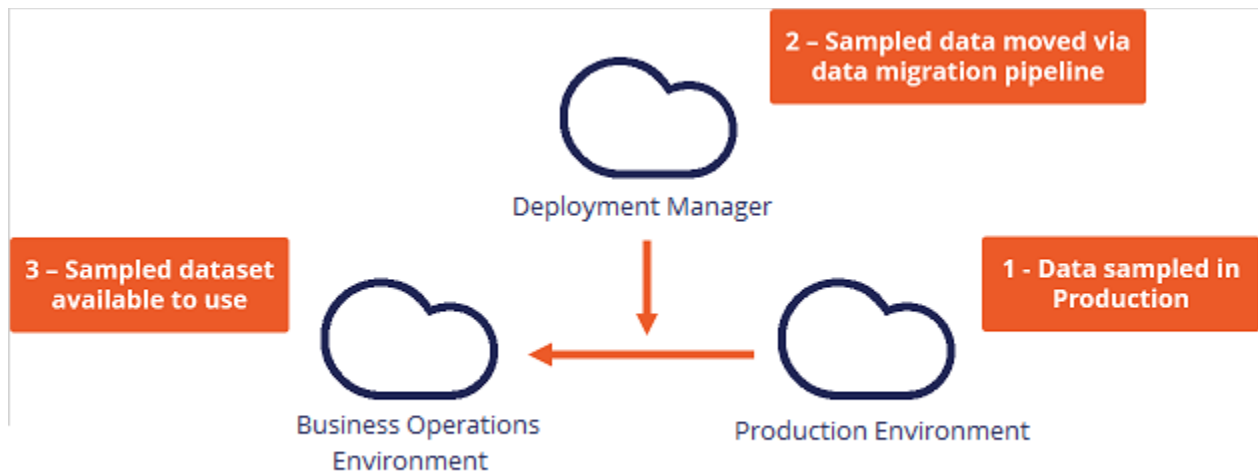 2 – Sampled data moved via
data migration pipeline
Deployment Manager
3 – Sampled dataset
available to use
1 - Data sampled in
Production
Business Operations
Environment
Production Environment